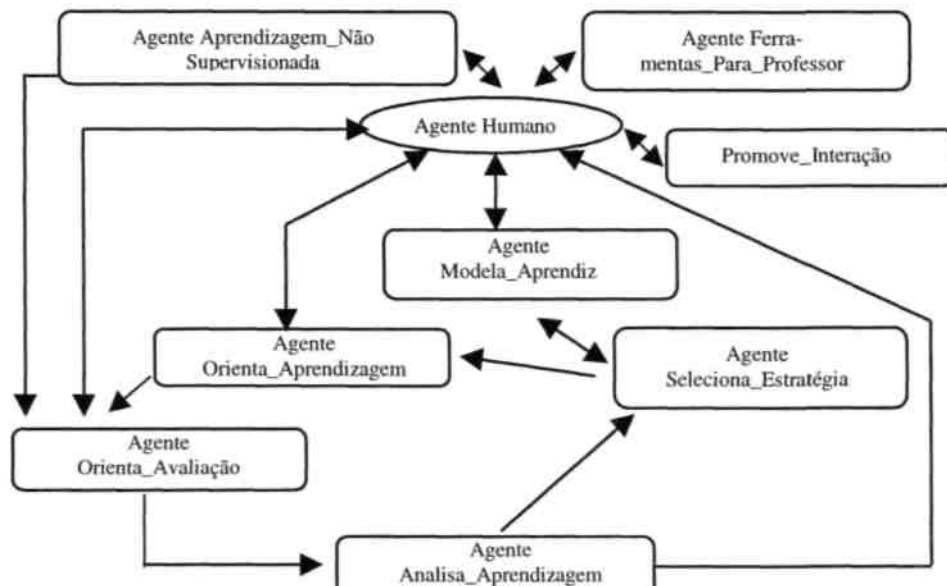 Agente Aprendizagem_Não
Supervisionada
Agente Ferra-
mentas_Para_Professor
Agente Humano
Promove_Interação
Agente
Modela_Aprendiz
Agente
Orienta_Aprendizagem
Agente
Seleciona_Estratégia
Agente
Orienta_Avaliação
Agente
Analisa_Aprendizagem